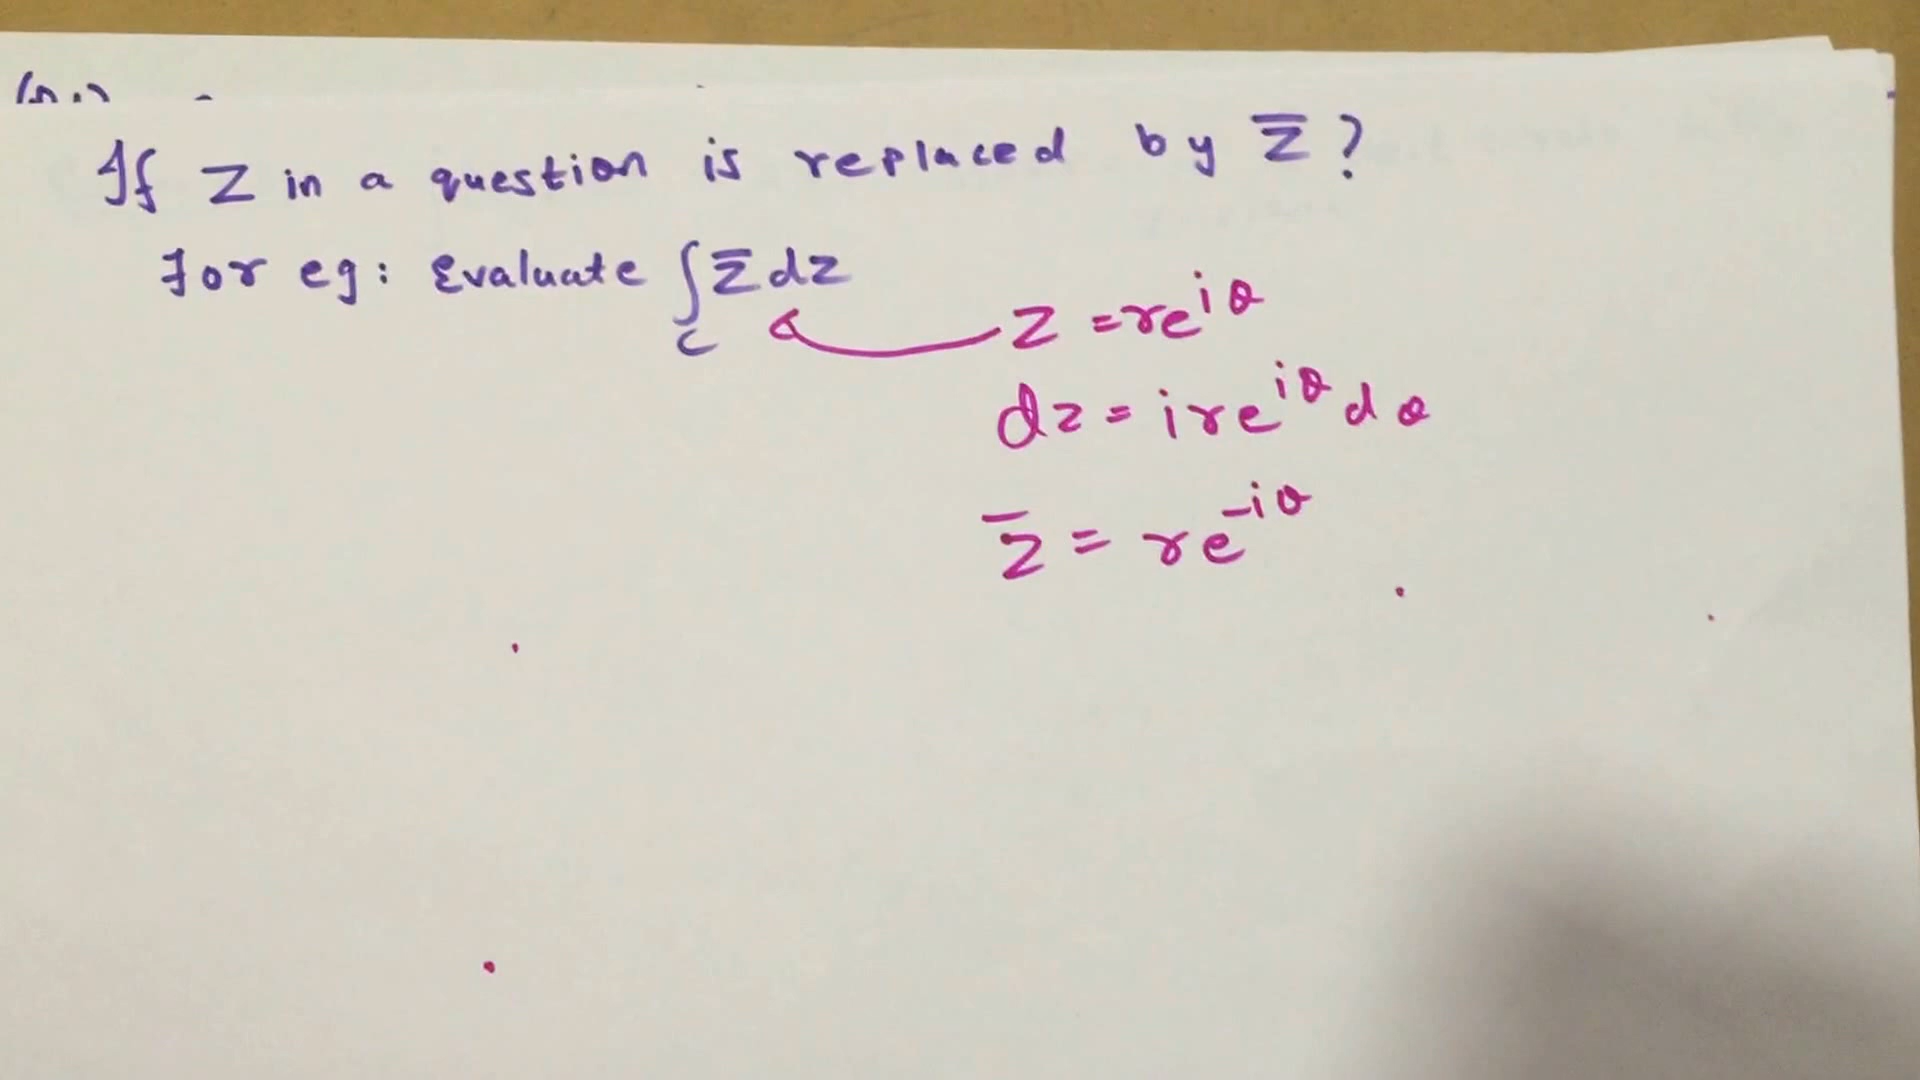 If Z in a question is replaced by z̅ ?
For eg: Evaluate ∫_C z̅ dz
z = re^{iθ}
dz = ire^{iθ} dθ
z̅ = re^{-iθ}